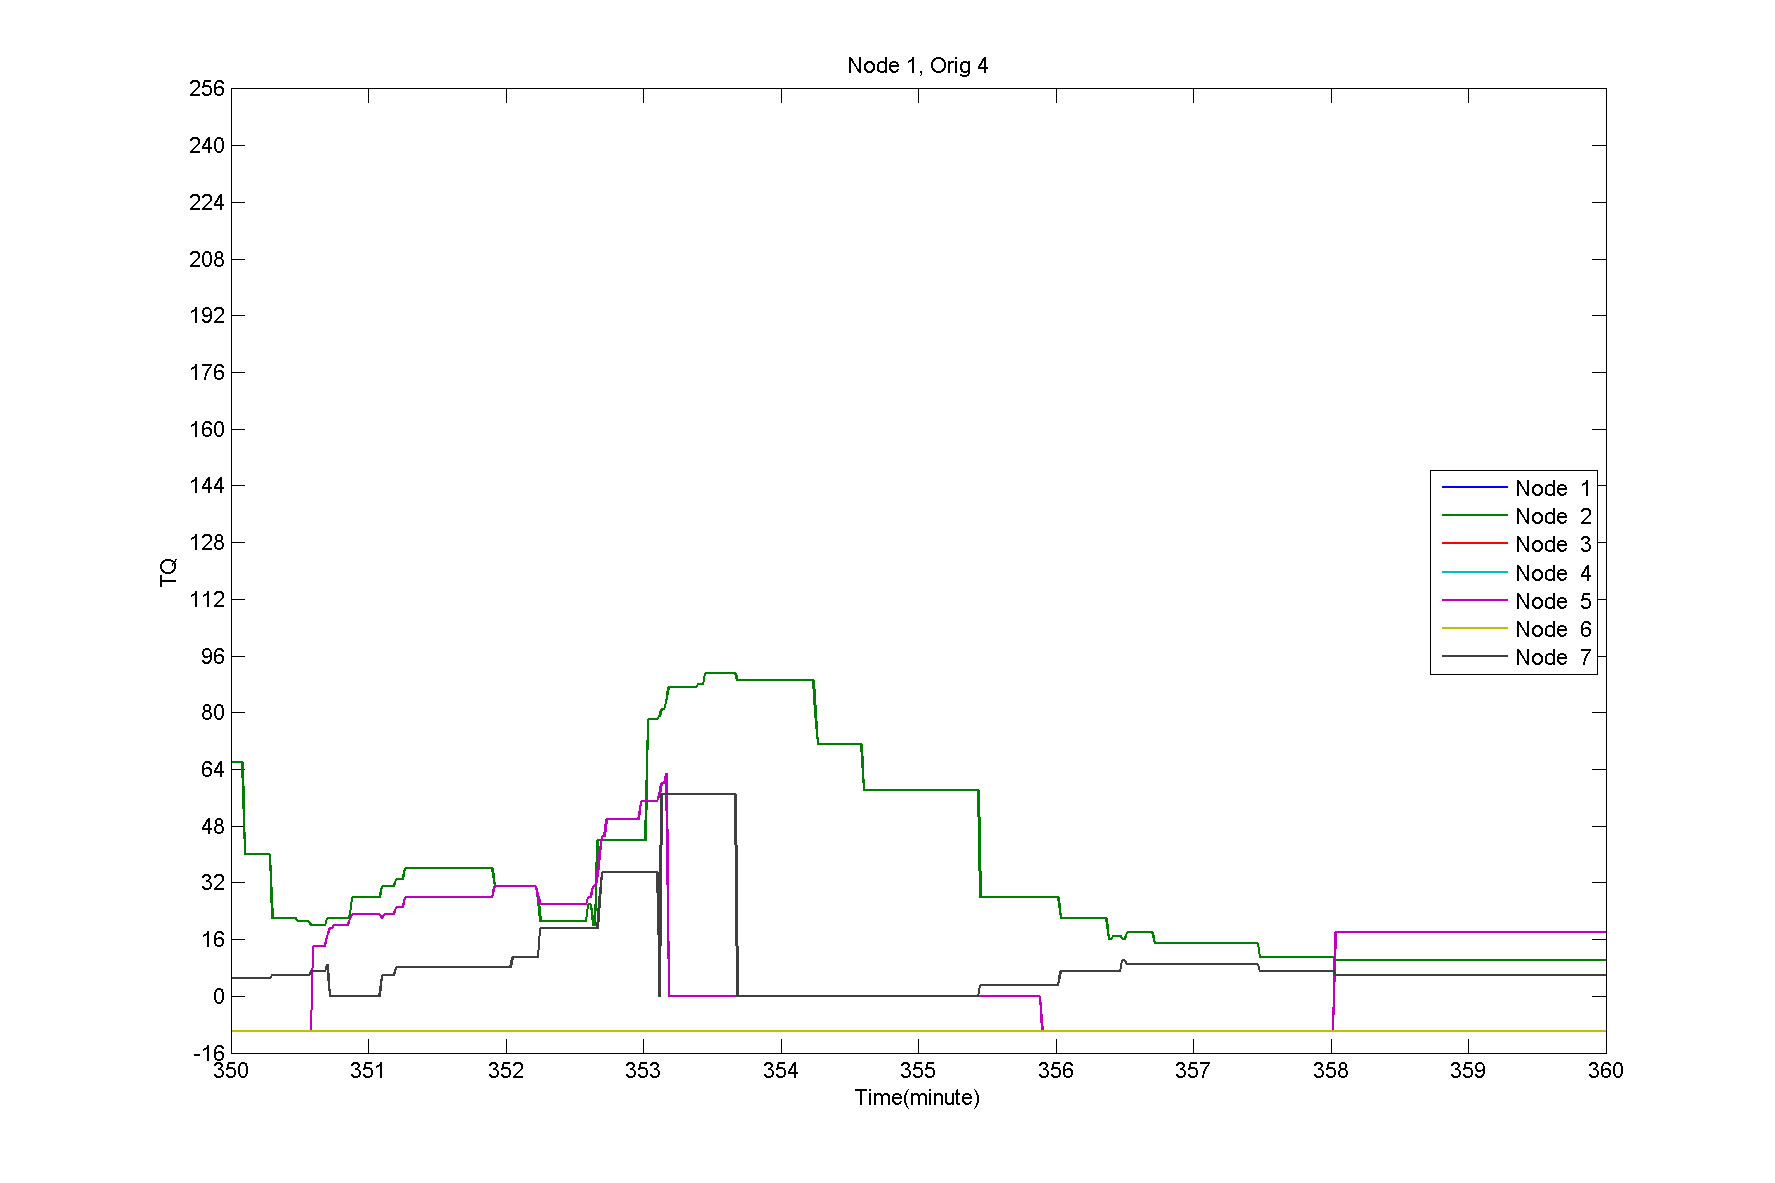 Node 1, Orig 4
256
240
224
208
192
176
160
144
128
112
96
80
64
48
32
16
0
-16
TQ
350 351 352 353 354 355 356 357 358 359 360
Time(minute)
Node 1
Node 2
Node 3
Node 4
Node 5
Node 6
Node 7